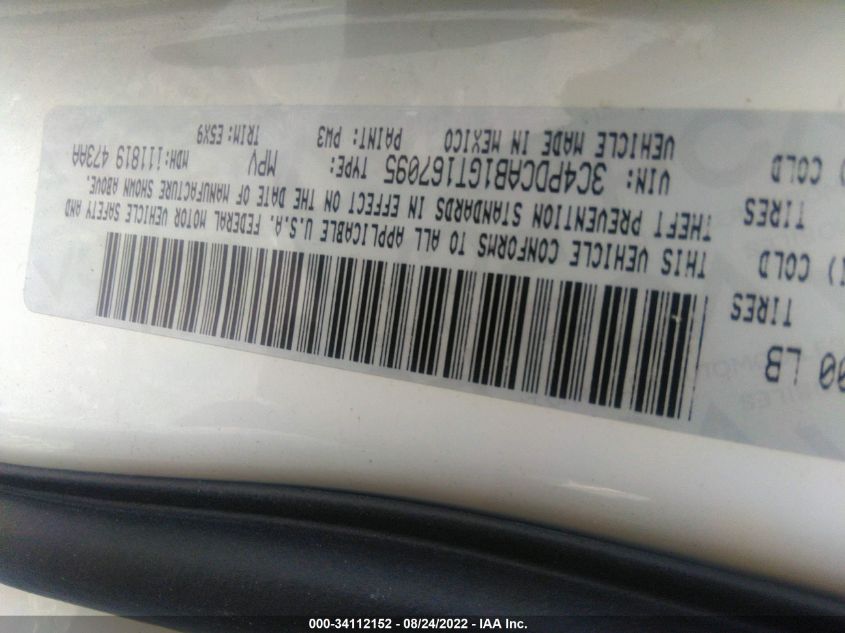 00 LB
TIRES
T) COLD
TIRES
) COLD
THIS VEHICLE CONFORMS TO ALL APPLICABLE U.S.A. FEDERAL MOTOR VEHICLE SAFETY AND
THEFT PREVENTION STANDARDS IN EFFECT ON THE DATE OF MANUFACTURE SHOWN ABOVE.
VIN: 3C4PDCAB1GT167095 TYPE: MPV MDH: 111819 473AA
VEHICLE MADE IN MEXICO PAINT: PW3 TRIM: E5X9
000-34112152 - 08/24/2022 - IAA Inc.